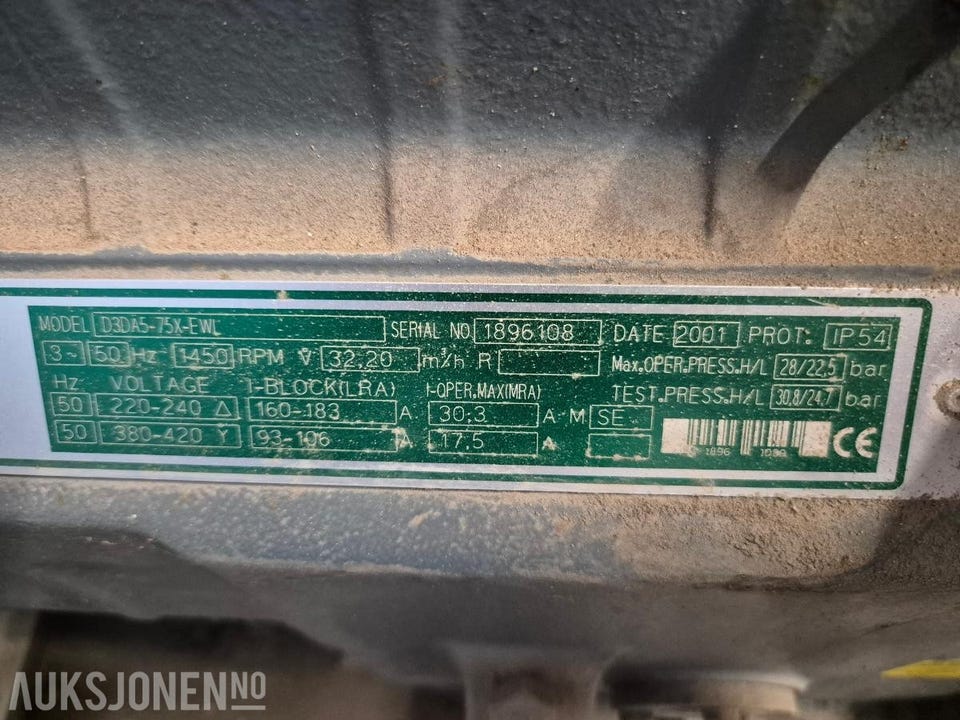 MODEL D3DA5-75X-EWL SERIAL NO 1896108 DATE 2001 PROT. IP54
3~ 50 Hz 1450 RPM V̇ 32,20 m³/h R Max.OPER.PRESS.H/L 28/22,5 bar
Hz VOLTAGE I-BLOCK(LRA) I-OPER.MAX(MRA) TEST.PRESS.H/L 30.8/24.7 bar
50 220-240 Δ 160-183 A 30.3 A M SE
50 380-420 Y 93-106 A 17.5 A CE
1896 1080
AUKSJONEN NO